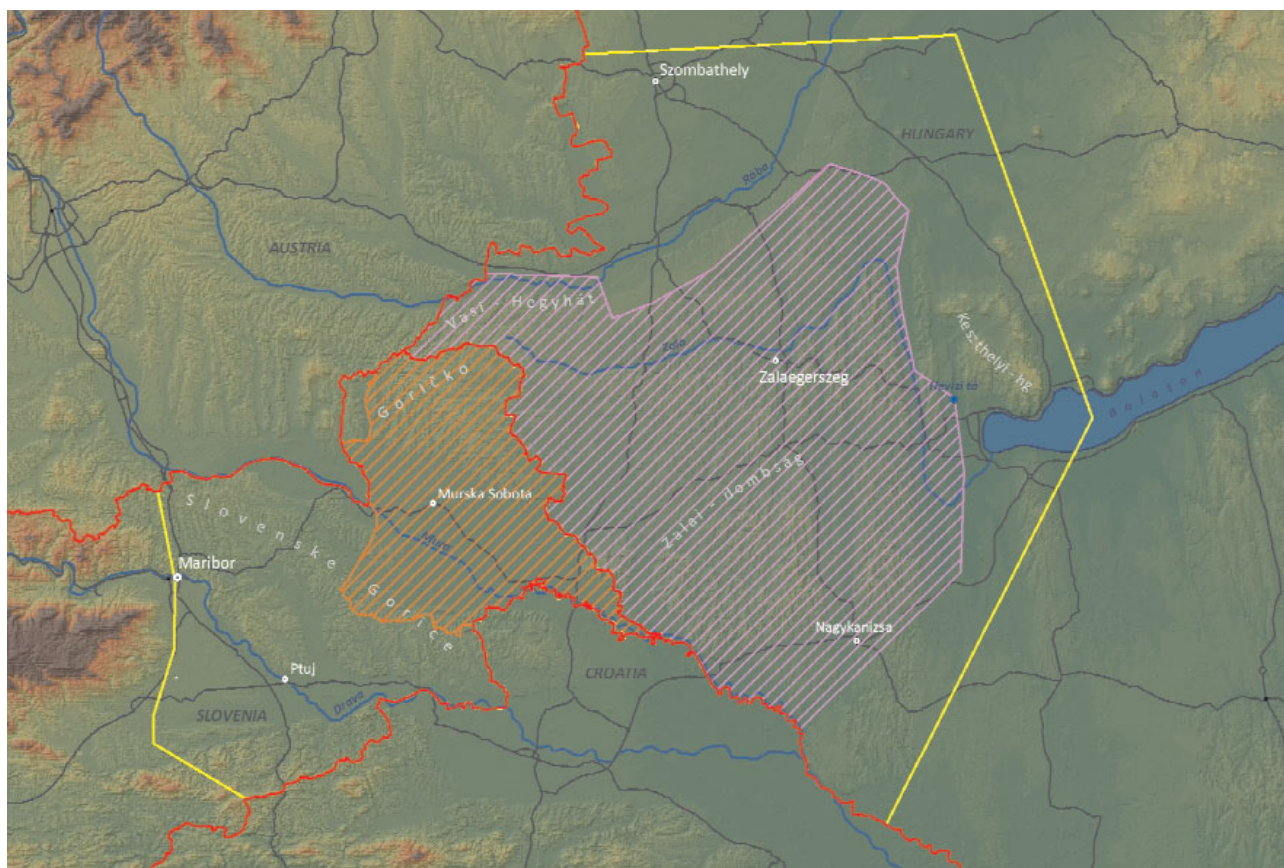 Szombathely
HUNGARY
Rába
AUSTRIA
Vasi - Hegyhát
Keszthelyi - hg.
Zala
Zalaegerszeg
Goričko
Hévízi tó
Balaton
Zalai - dombság
Murska Sobota
Slovenske Gorice
Mura
Maribor
Nagykanizsa
Ptuj
CROATIA
Drava
SLOVENIA